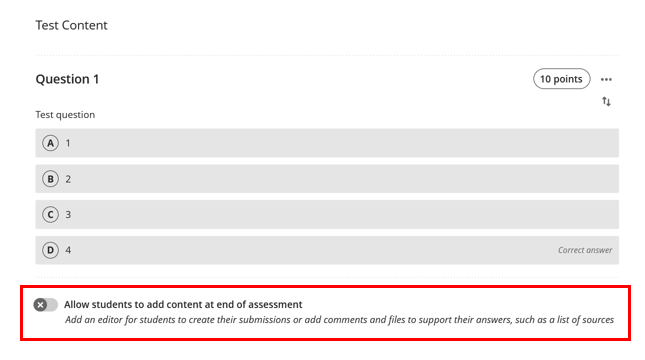 Test Content
Question 1
10 points
Test question
A 1
B 2
C 3
D 4 Correct answer
Allow students to add content at end of assessment
Add an editor for students to create their submissions or add comments and files to support their answers, such as a list of sources